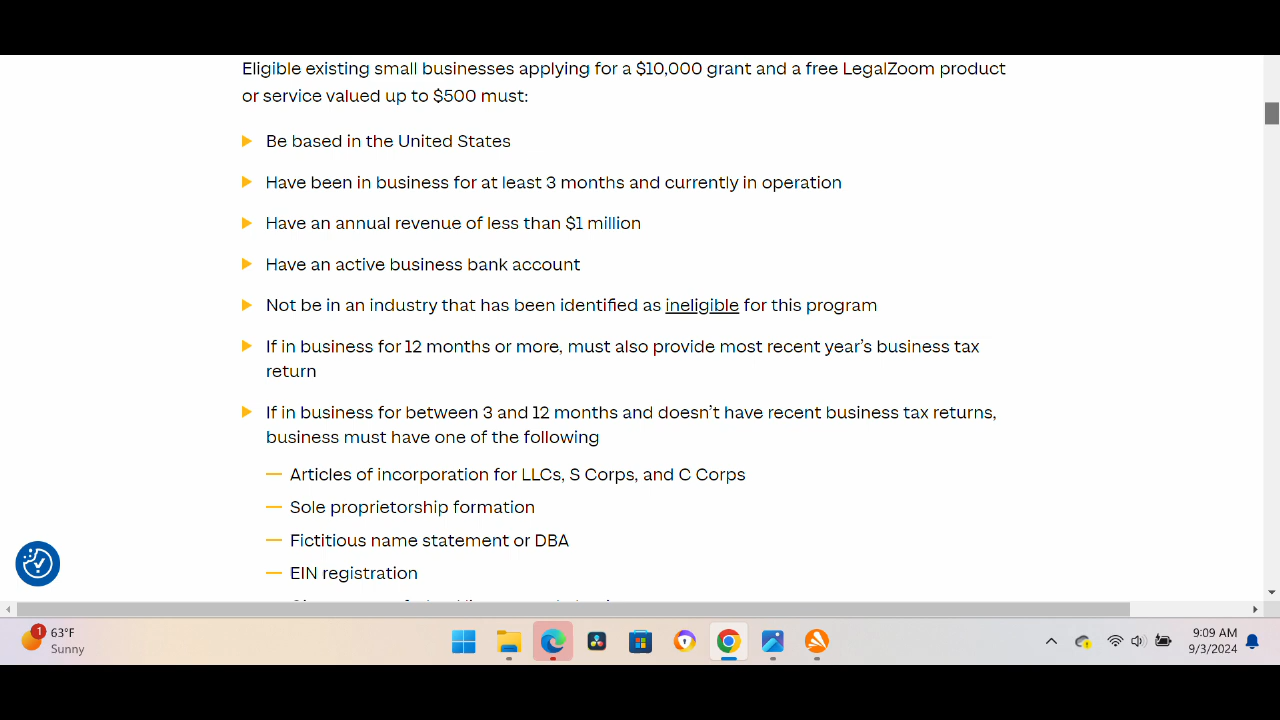 Eligible existing small businesses applying for a $10,000 grant and a free LegalZoom product
or service valued up to $500 must:
Be based in the United States
Have been in business for at least 3 months and currently in operation
Have an annual revenue of less than $1 million
Have an active business bank account
Not be in an industry that has been identified as ineligible for this program
If in business for 12 months or more, must also provide most recent year's business tax
return
If in business for between 3 and 12 months and doesn't have recent business tax returns,
business must have one of the following
— Articles of incorporation for LLCs, S Corps, and C Corps
— Sole proprietorship formation
— Fictitious name statement or DBA
— EIN registration
1
63°F
Sunny
9:09 AM
9/3/2024